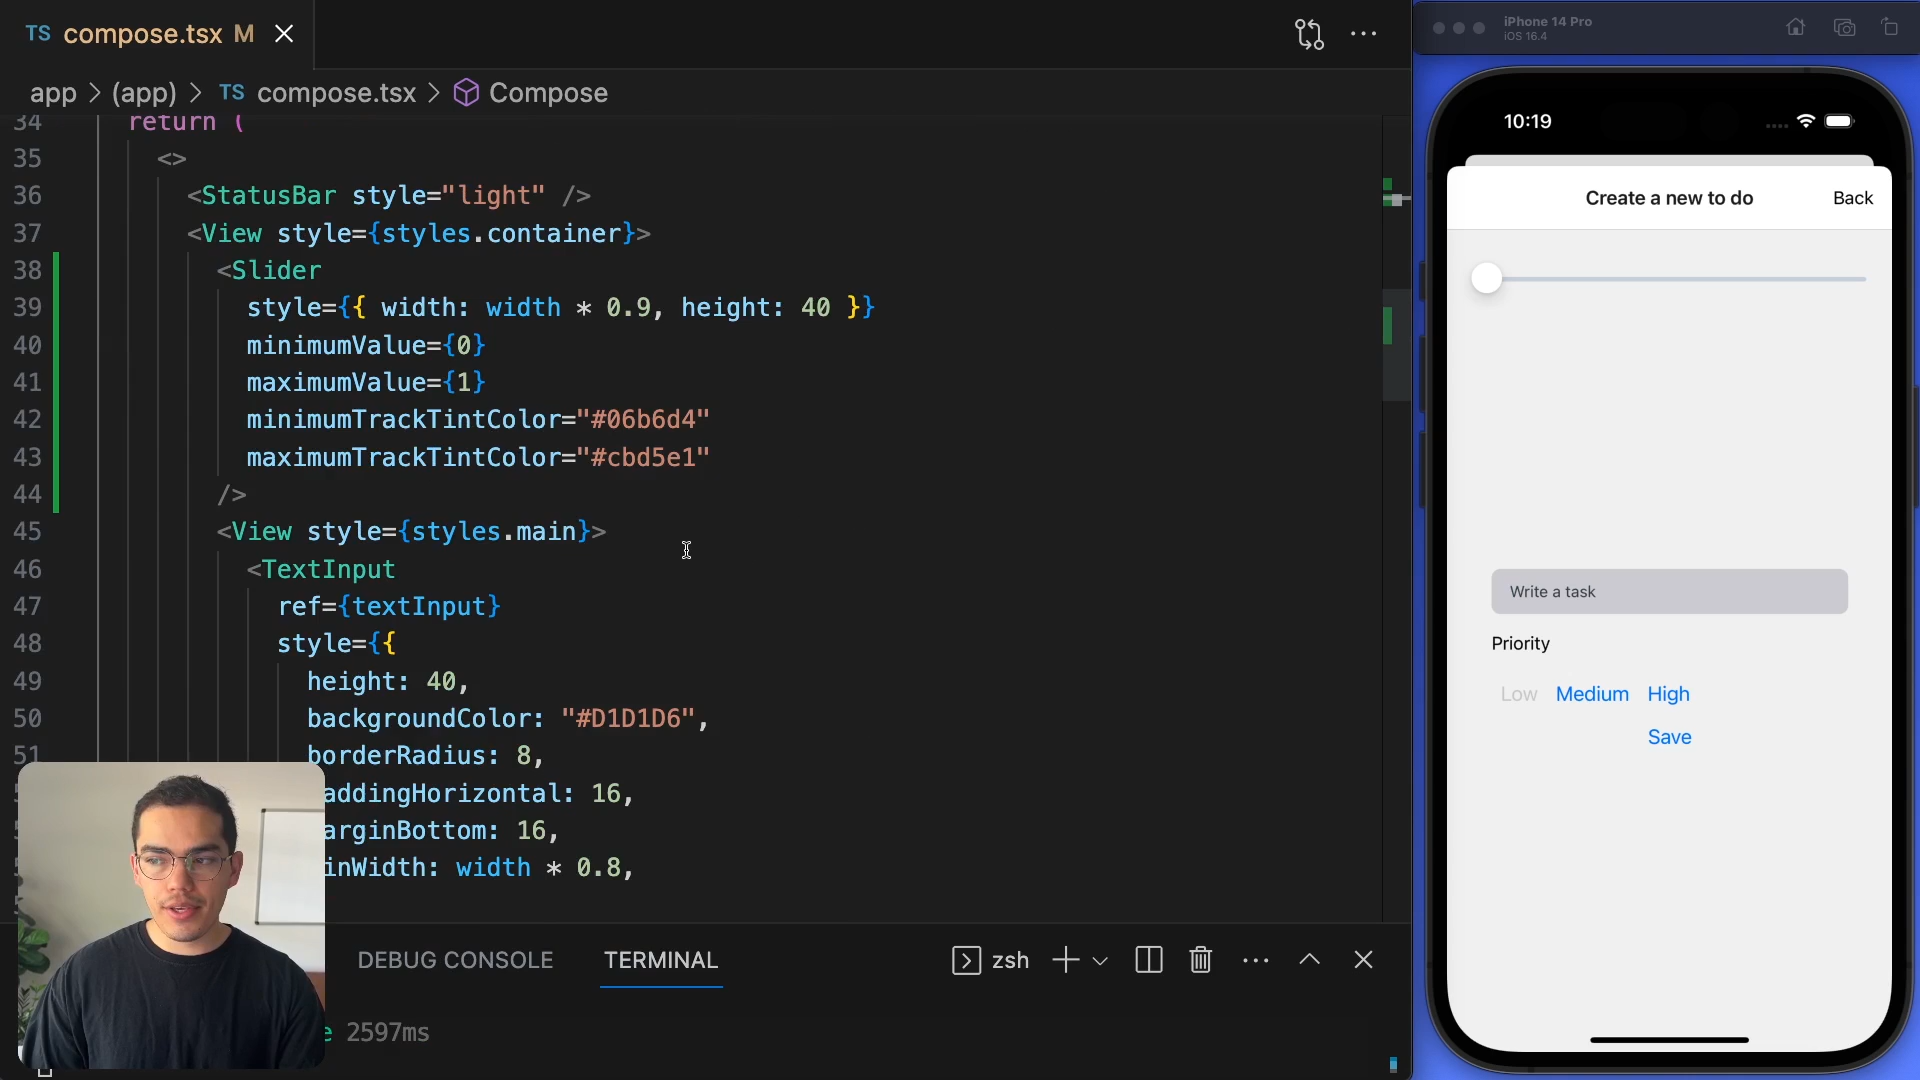 TS compose.tsx M
app > (app) > TS compose.tsx > Compose
34 return (
35 <>
36 <StatusBar style="light" />
37 <View style={styles.container}>
38 <Slider
39 style={{ width: width * 0.9, height: 40 }}
40 minimumValue={0}
41 maximumValue={1}
42 minimumTrackTintColor="#06b6d4"
43 maximumTrackTintColor="#cbd5e1"
44 />
45 <View style={styles.main}>
46 <TextInput
47 ref={textInput}
48 style={{
49 height: 40,
50 backgroundColor: "#D1D1D6",
51 borderRadius: 8,
addingHorizontal: 16,
arginBottom: 16,
inWidth: width * 0.8,
DEBUG CONSOLE
TERMINAL
zsh
e 2597ms
iPhone 14 Pro
iOS 16.4
10:19
Create a new to do
Back
Write a task
Priority
Low Medium High
Save